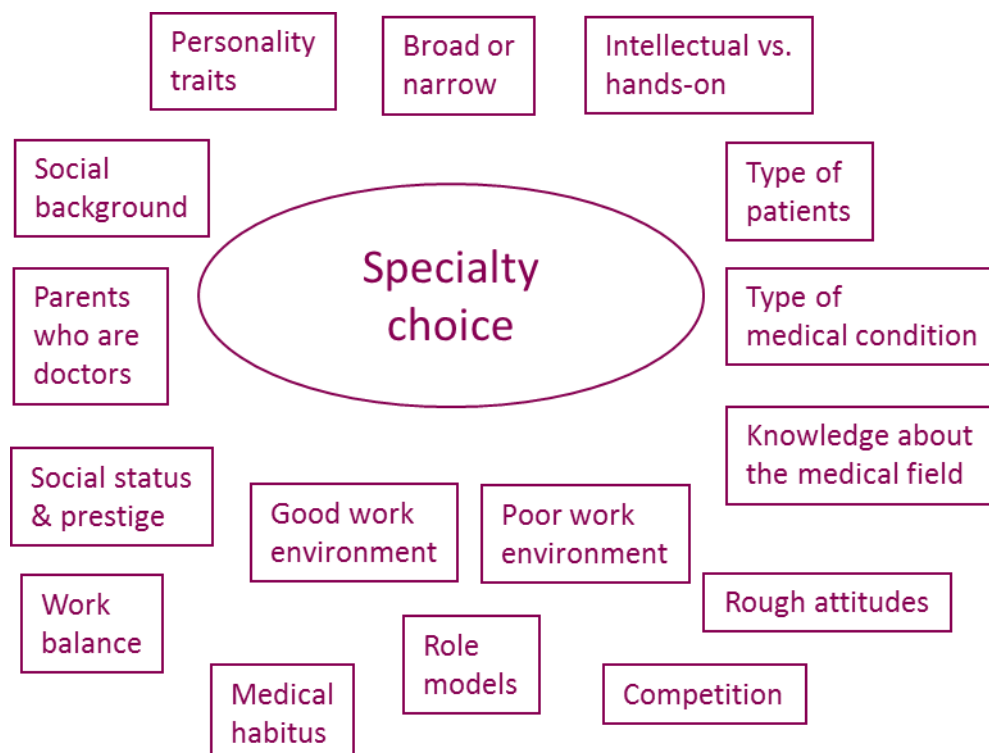 Personality
traits
Broad or
narrow
Intellectual vs.
hands-on
Social
background
Type of
patients
Specialty
choice
Parents
who are
doctors
Type of
medical condition
Knowledge about
the medical field
Social status
& prestige
Good work
environment
Poor work
environment
Work
balance
Rough attitudes
Role
models
Medical
habitus
Competition